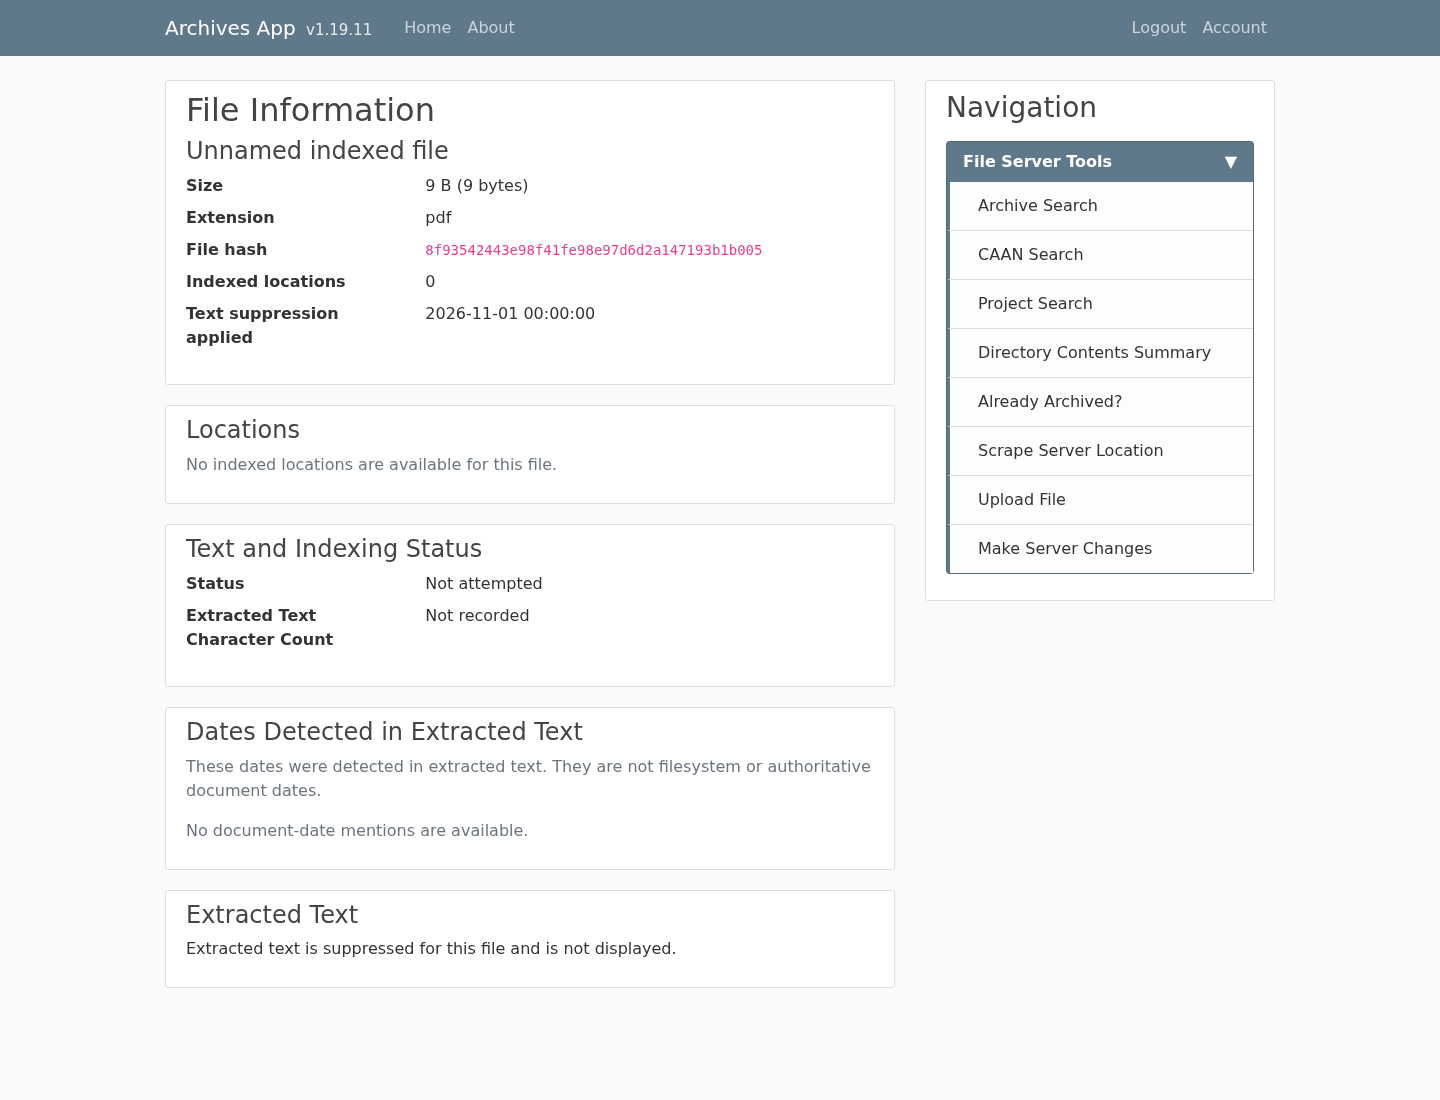 Archives App v1.19.11 Home About Logout Account
File Information
Unnamed indexed file
Size 9 B (9 bytes)
Extension pdf
File hash 8f93542443e98f41fe98e97d6d2a147193b1b005
Indexed locations 0
Text suppression applied 2026-11-01 00:00:00
Locations
No indexed locations are available for this file.
Text and Indexing Status
Status Not attempted
Extracted Text Character Count Not recorded
Dates Detected in Extracted Text
These dates were detected in extracted text. They are not filesystem or authoritative
document dates.
No document-date mentions are available.
Extracted Text
Extracted text is suppressed for this file and is not displayed.
Navigation
File Server Tools ▼
Archive Search
CAAN Search
Project Search
Directory Contents Summary
Already Archived?
Scrape Server Location
Upload File
Make Server Changes